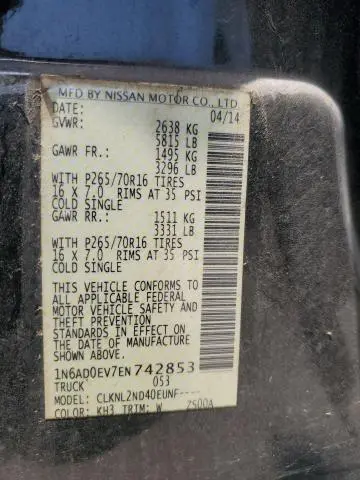 MFD BY NISSAN MOTOR CO., LTD
DATE: 04/14
GVWR: 2638 KG
5815 LB
GAWR FR.: 1495 KG
3296 LB
WITH P265/70R16 TIRES
16 X 7.0 RIMS AT 35 PSI
COLD SINGLE
GAWR RR.: 1511 KG
3331 LB
WITH P265/70R16 TIRES
16 X 7.0 RIMS AT 35 PSI
COLD SINGLE
THIS VEHICLE CONFORMS TO
ALL APPLICABLE FEDERAL
MOTOR VEHICLE SAFETY AND
THEFT PREVENTION
STANDARDS IN EFFECT ON
THE DATE OF MANUFACTURE
SHOWN ABOVE
1N6AD0EV7EN742853
TRUCK 053
MODEL: CLKNL2ND40EUNF----
COLOR: KH3 TRIM: W 2500A